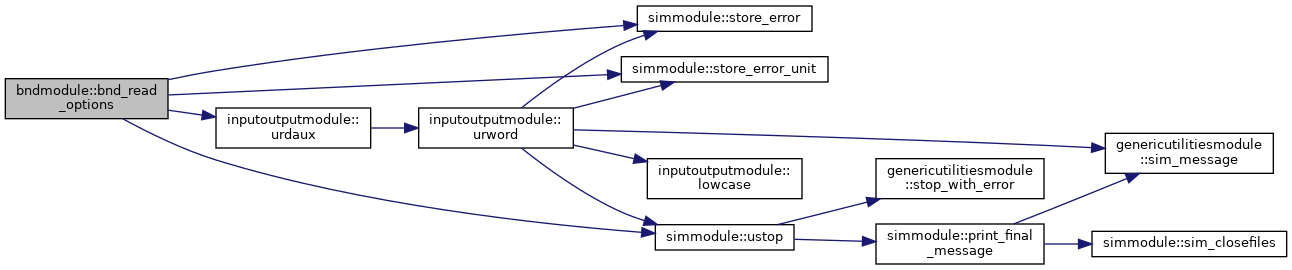 bndmodule::bnd_read
_options
simmodule::store_error
simmodule::store_error_unit
inputoutputmodule::
urdaux
inputoutputmodule::
urword
genericutilitiesmodule
::sim_message
inputoutputmodule::
lowcase
genericutilitiesmodule
::stop_with_error
simmodule::ustop
simmodule::print_final
_message
simmodule::sim_closefiles